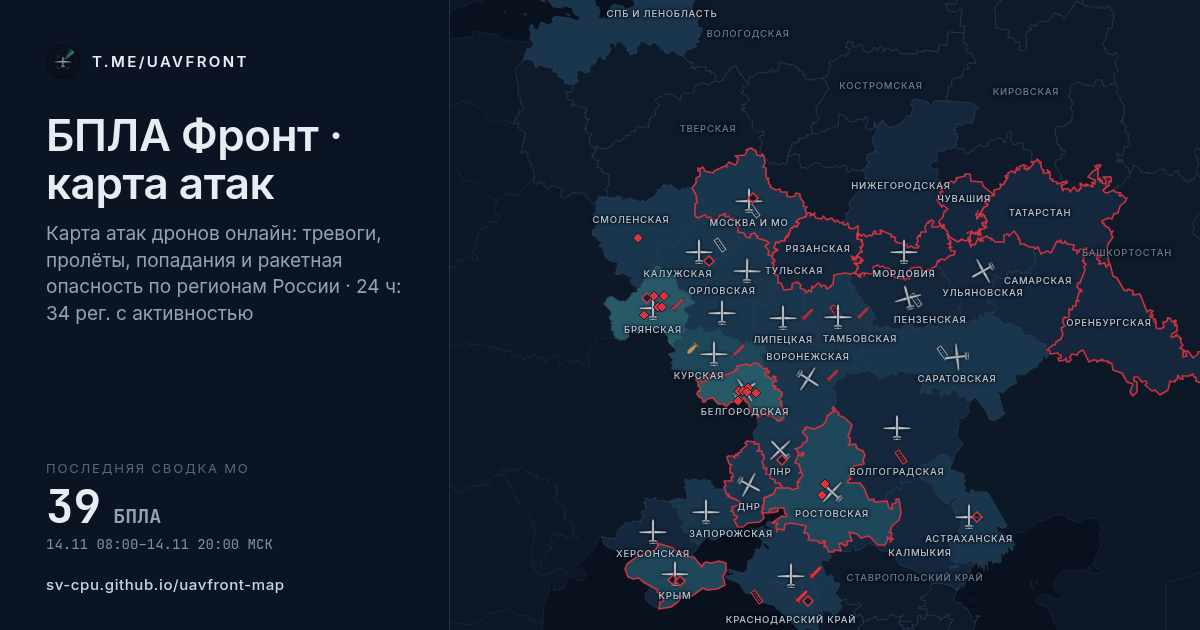 T.ME/UAVFRONT
БПЛА Фронт ·
карта атак
Карта атак дронов онлайн: тревоги,
пролёты, попадания и ракетная
опасность по регионам России · 24 ч:
34 рег. с активностью
ПОСЛЕДНЯЯ СВОДКА МО
39 БПЛА
14.11 08:00–14.11 20:00 МСК
sv-cpu.github.io/uavfront-map
СПБ И ЛЕНОБЛАСТЬ
ВОЛОГОДСКАЯ
КОСТРОМСКАЯ
КИРОВСКАЯ
ТВЕРСКАЯ
НИЖЕГОРОДСКАЯ
ЧУВАШИЯ
ТАТАРСТАН
СМОЛЕНСКАЯ
МОСКВА И МО
РЯЗАНСКАЯ
БАШКОРТОСТАН
КАЛУЖСКАЯ
ТУЛЬСКАЯ
МОРДОВИЯ
САМАРСКАЯ
ОРЛОВСКАЯ
УЛЬЯНОВСКАЯ
БРЯНСКАЯ
ПЕНЗЕНСКАЯ
ОРЕНБУРГСКАЯ
ЛИПЕЦКАЯ
ТАМБОВСКАЯ
ВОРОНЕЖСКАЯ
КУРСКАЯ
САРАТОВСКАЯ
БЕЛГОРОДСКАЯ
ЛНР
ВОЛГОГРАДСКАЯ
ДНР
РОСТОВСКАЯ
ЗАПОРОЖСКАЯ
АСТРАХАНСКАЯ
ХЕРСОНСКАЯ
КАЛМЫКИЯ
СТАВРОПОЛЬСКИЙ КРАЙ
КРЫМ
КРАСНОДАРСКИЙ КРАЙ